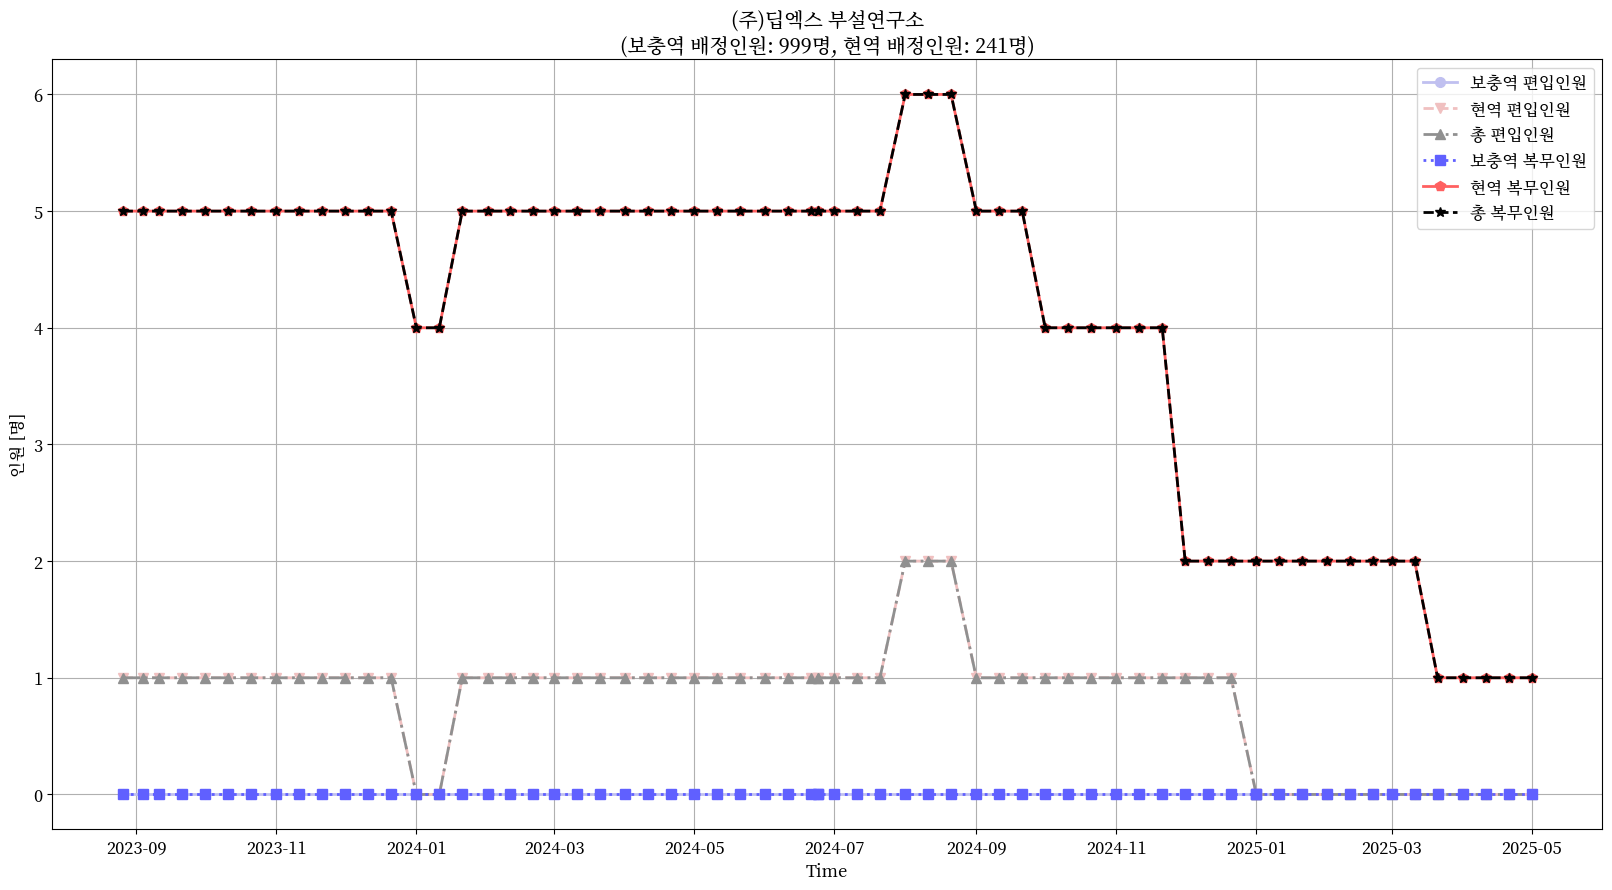 (주)딥엑스 부설연구소
(보충역 배정인원: 999명, 현역 배정인원: 241명)
보충역 편입인원
현역 편입인원
총 편입인원
보충역 복무인원
현역 복무인원
총 복무인원
인원 [명]
6
5
4
3
2
1
0
2023-09 2023-11 2024-01 2024-03 2024-05 2024-07 2024-09 2024-11 2025-01 2025-03 2025-05
Time